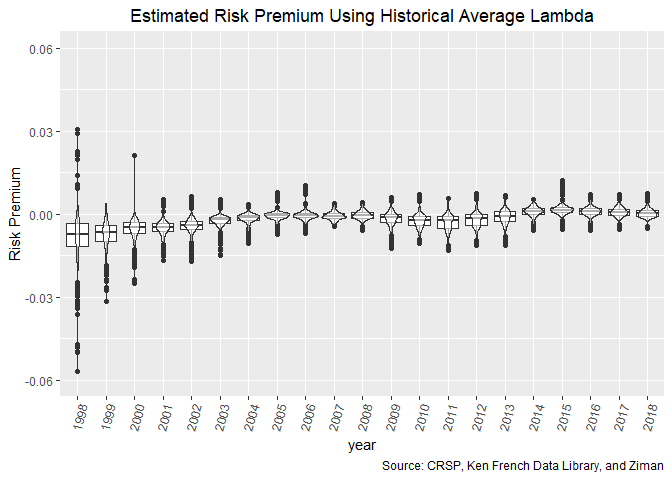 Estimated Risk Premium Using Historical Average Lambda
Risk Premium
0.06
0.03
0.00
-0.03
-0.06
1998 1999 2000 2001 2002 2003 2004 2005 2006 2007 2008 2009 2010 2011 2012 2013 2014 2015 2016 2017 2018
year
Source: CRSP, Ken French Data Library, and Ziman